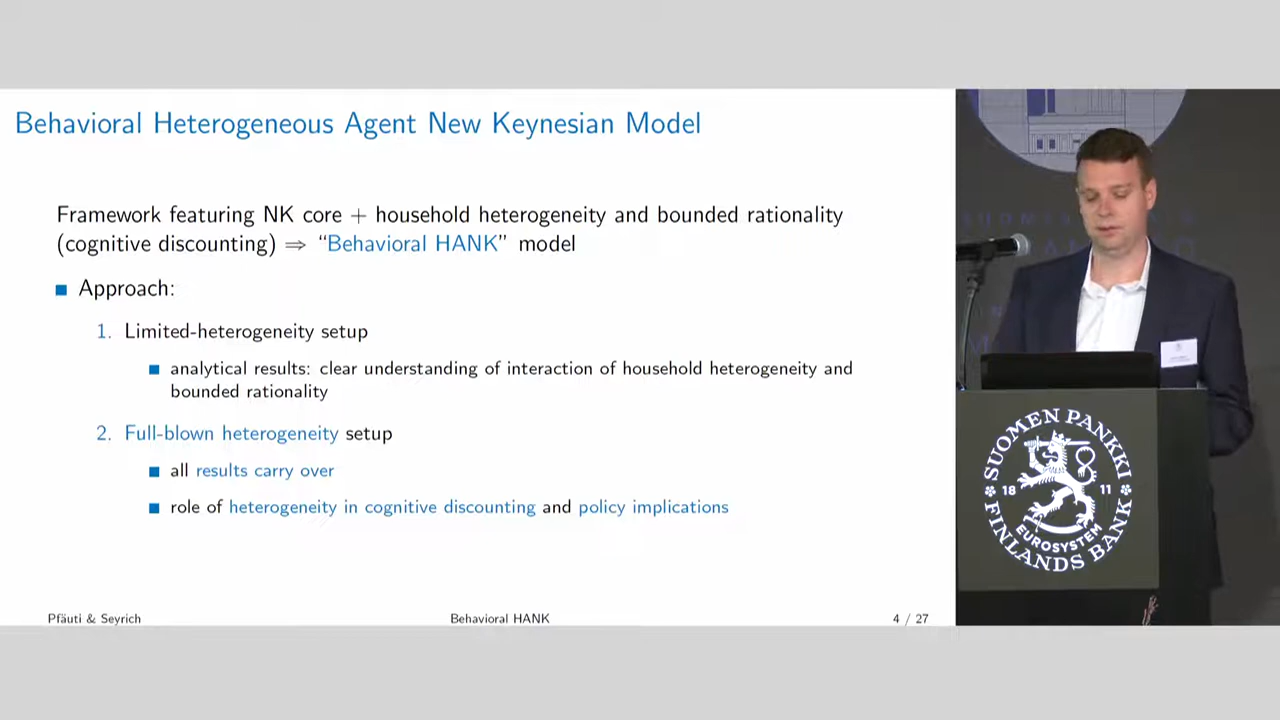 Behavioral Heterogeneous Agent New Keynesian Model
Framework featuring NK core + household heterogeneity and bounded rationality
(cognitive discounting) ⇒ “Behavioral HANK” model
Approach:
1. Limited-heterogeneity setup
analytical results: clear understanding of interaction of household heterogeneity and
bounded rationality
2. Full-blown heterogeneity setup
all results carry over
role of heterogeneity in cognitive discounting and policy implications
Pfäuti & Seyrich
Behavioral HANK
4 / 27
SUOMEN PANKKI
18 11
EUROSYSTEM
FINLANDS BANK